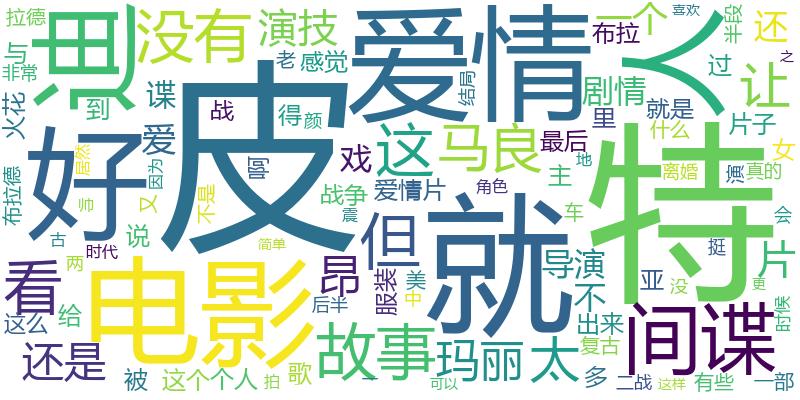 拉德
与
非常
火花
但
没有
演技
老
感觉
爱情
布拉
一个
喜欢
半段
还
人
之
过
剧情
让
谍
到
战
得
颜
皮
结局
里
就是
什么
片子
好
爱
居然
因为
啊
戏
这
马良
最后
地
特
离婚
演
真的
女
布拉德
帅
又
不是
战争
爱情片
角色
主
震
车
会
说
古
时代
看
电影
简单
昂
但
服装
美
中
就
导演
亚
没
挺
片
更
时候
这么
给
两
后半
不
出来
间谍
还是
故事
玛丽
太
复古
被
这个
个人
拍
歌
一
可以
多
二战
这样
有些
一部